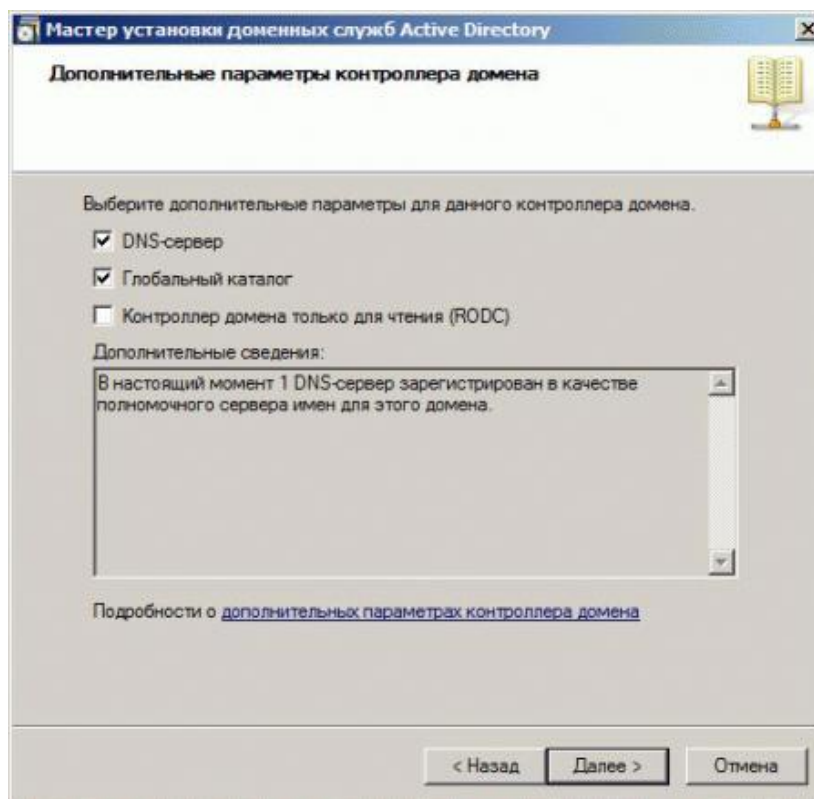 Мастер установки доменных служб Active Directory
Дополнительные параметры контроллера домена
Выберите дополнительные параметры для данного контроллера домена.
DNS-сервер
Глобальный каталог
Контроллер домена только для чтения (RODC)
Дополнительные сведения:
В настоящий момент 1 DNS-сервер зарегистрирован в качестве
полномочного сервера имен для этого домена.
Подробности о дополнительных параметрах контроллера домена
< Назад Далее > Отмена